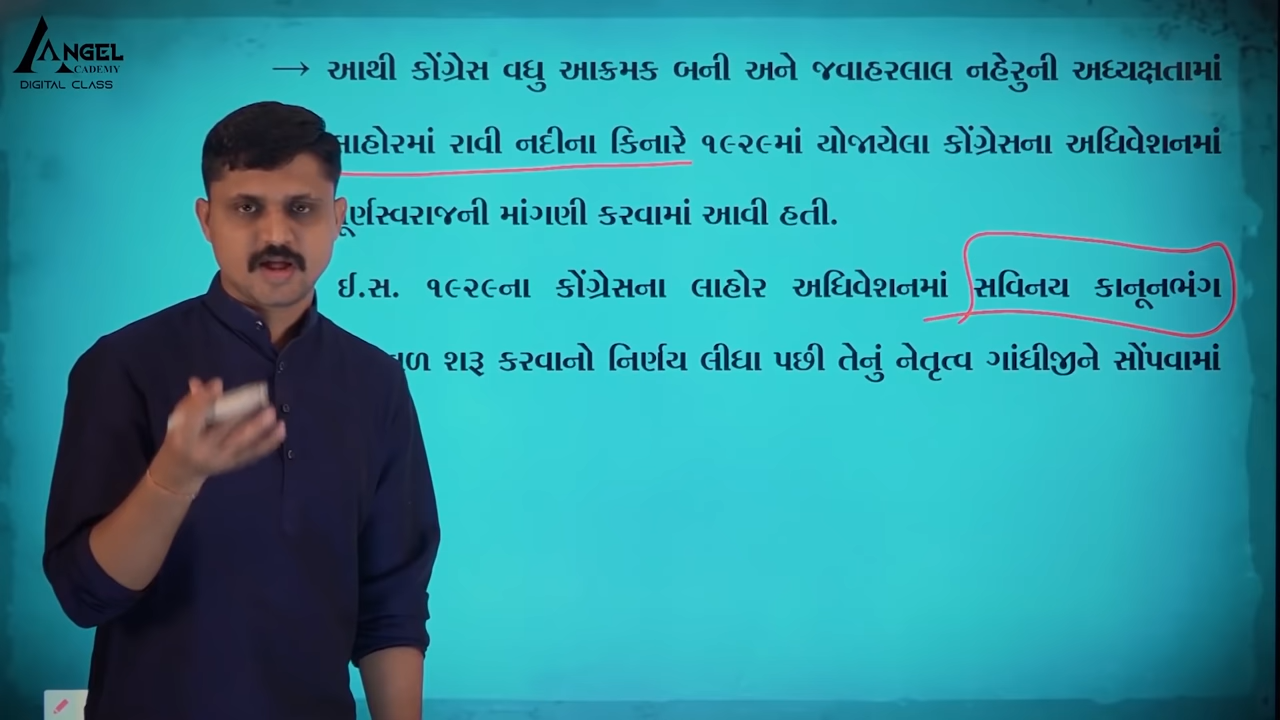 ANGEL
ACADEMY
DIGITAL CLASS
→ આથી કોંગ્રેસ વધુ આક્રમક બની અને જવાહરલાલ નહેરુની અધ્યક્ષતામાં
લાહોરમાં રાવી નદીના કિનારે ૧૯૨૯માં યોજાયેલા કોંગ્રેસના અધિવેશનમાં
પૂર્ણસ્વરાજની માંગણી કરવામાં આવી હતી.
ઈ.સ. ૧૯૨૯ના કોંગ્રેસના લાહોર અધિવેશનમાં સવિનય કાનૂનભંગ
શરૂ કરવાનો નિર્ણય લીધા પછી તેનું નેતૃત્વ ગાંધીજીને સોંપવામાં